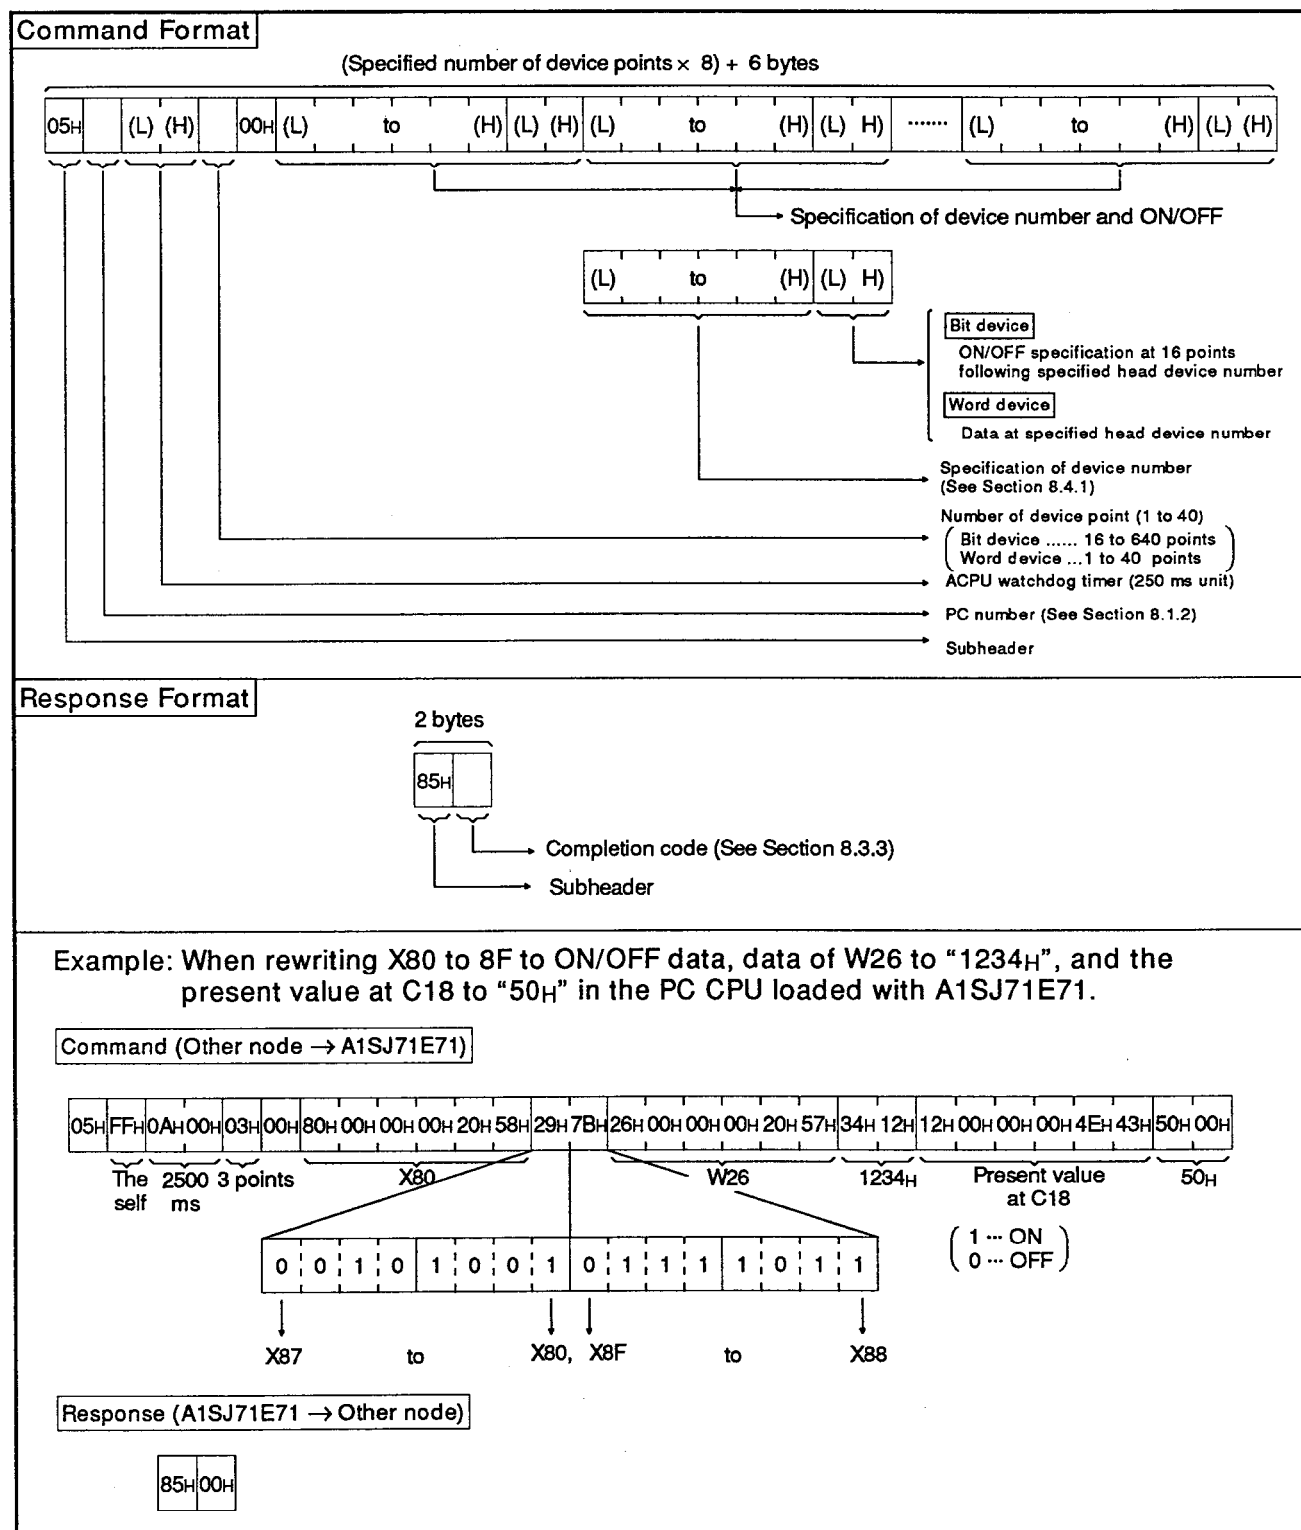 Command Format
(Specified number of device points × 8) + 6 bytes
05H (L) (H) 00H (L) to (H) (L) (H) (L) to (H) (L) H) ....... (L) to (H) (L) (H)
Specification of device number and ON/OFF
(L) to (H) (L) H)
Bit device
ON/OFF specification at 16 points
following specified head device number
Word device
Data at specified head device number
Specification of device number
(See Section 8.4.1)
Number of device point (1 to 40)
Bit device ...... 16 to 640 points
Word device ...1 to 40 points
ACPU watchdog timer (250 ms unit)
PC number (See Section 8.1.2)
Subheader
Response Format
2 bytes
85H
Completion code (See Section 8.3.3)
Subheader
Example: When rewriting X80 to 8F to ON/OFF data, data of W26 to “1234H”, and the
present value at C18 to “50H” in the PC CPU loaded with A1SJ71E71.
Command (Other node → A1SJ71E71)
05H FFH 0AH 00H 03H 00H 80H 00H 00H 00H 20H 58H 29H 7BH 26H 00H 00H 00H 20H 57H 34H 12H 12H 00H 00H 00H 4EH 43H 50H 00H
The 2500 3 points X80 W26 1234H Present value 50H
self ms at C18
0 0 1 0 1 0 0 1 0 1 1 1 1 0 1 1
1 ... ON
0 ... OFF
X87 to X80, X8F to X88
Response (A1SJ71E71 → Other node)
85H 00H